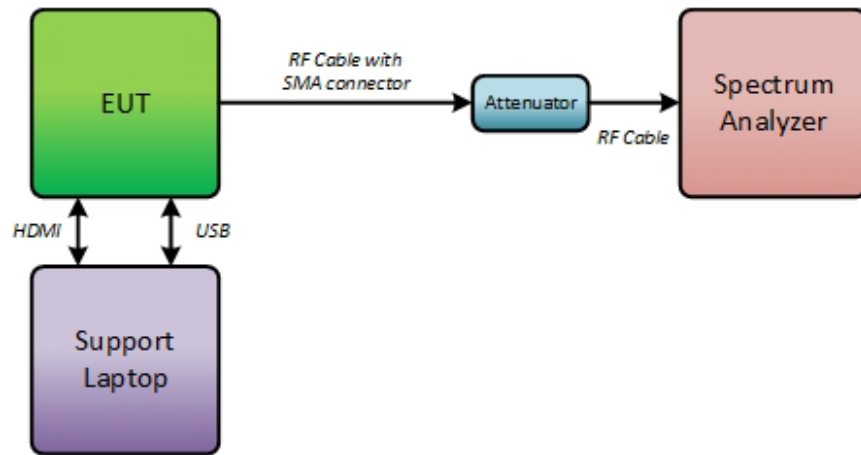 EUT
RF Cable with
SMA connector
Attenuator
RF Cable
Spectrum
Analyzer
HDMI
USB
Support
Laptop